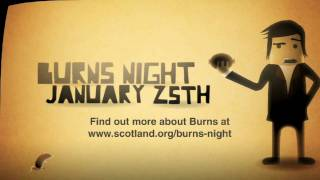 BURNS NIGHT
JANUARY 25TH
Find out more about Burns at
www.scotland.org/burns-night